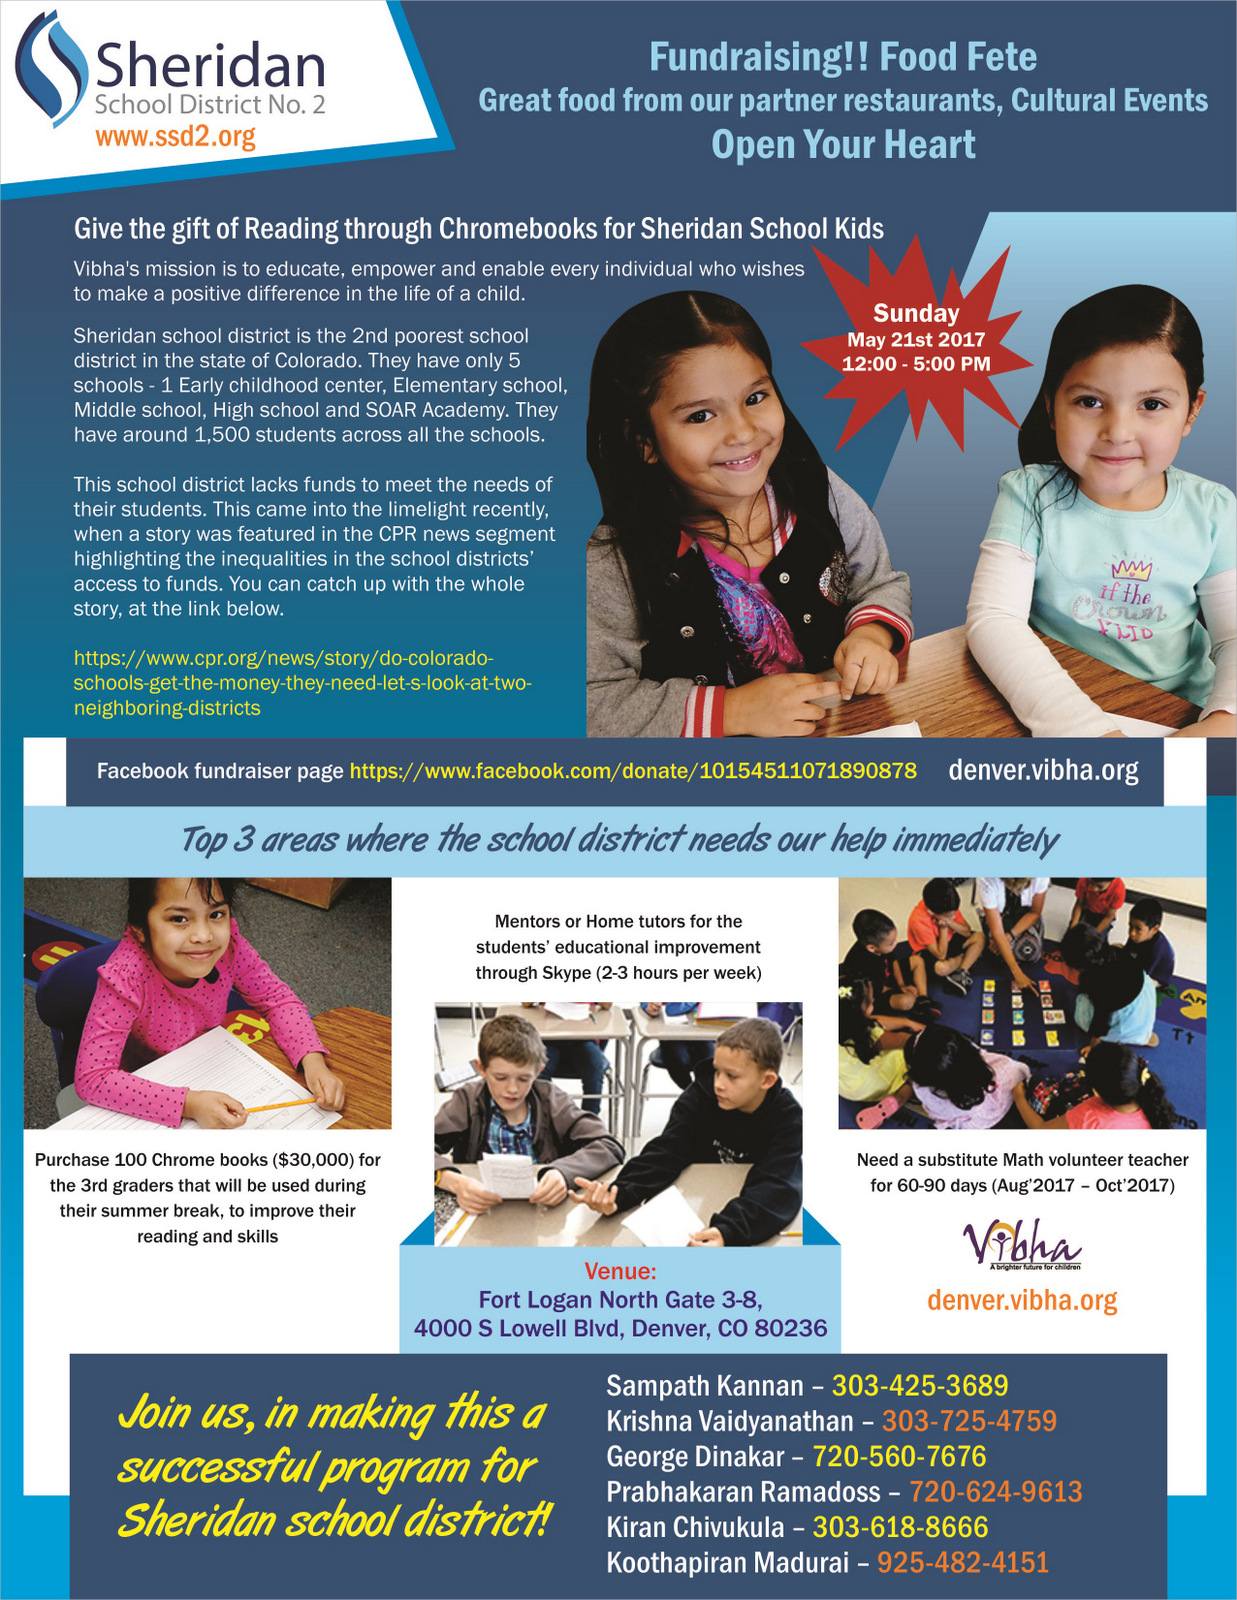 Sheridan
School District No. 2
www.ssd2.org
Fundraising!! Food Fete
Great food from our partner restaurants, Cultural Events
Open Your Heart
Give the gift of Reading through Chromebooks for Sheridan School Kids
Vibha's mission is to educate, empower and enable every individual who wishes
to make a positive difference in the life of a child.
Sunday
May 21st 2017
12:00 - 5:00 PM
Sheridan school district is the 2nd poorest school
district in the state of Colorado. They have only 5
schools - 1 Early childhood center, Elementary school,
Middle school, High school and SOAR Academy. They
have around 1,500 students across all the schools.
This school district lacks funds to meet the needs of
their students. This came into the limelight recently,
when a story was featured in the CPR news segment
highlighting the inequalities in the school districts'
access to funds. You can catch up with the whole
story, at the link below.
if the
Crown
https://www.cpr.org/news/story/do-colorado-
schools-get-the-money-they-need-let-s-look-at-two-
neighboring-districts
Facebook fundraiser page https://www.facebook.com/donate/10154511071890878 denver.vibha.org
Top 3 areas where the school district needs our help immediately
11
13
Purchase 100 Chrome books ($30,000) for
the 3rd graders that will be used during
their summer break, to improve their
reading and skills
Mentors or Home tutors for the
students' educational improvement
through Skype (2-3 hours per week)
Tt
Need a substitute Math volunteer teacher
for 60-90 days (Aug'2017 – Oct'2017)
Vibha
A brighter future for children
denver.vibha.org
Venue:
Fort Logan North Gate 3-8,
4000 S Lowell Blvd, Denver, CO 80236
Join us, in making this a
successful program for
Sheridan school district!
Sampath Kannan – 303-425-3689
Krishna Vaidyanathan – 303-725-4759
George Dinakar – 720-560-7676
Prabhakaran Ramadoss – 720-624-9613
Kiran Chivukula – 303-618-8666
Koothapiran Madurai – 925-482-4151